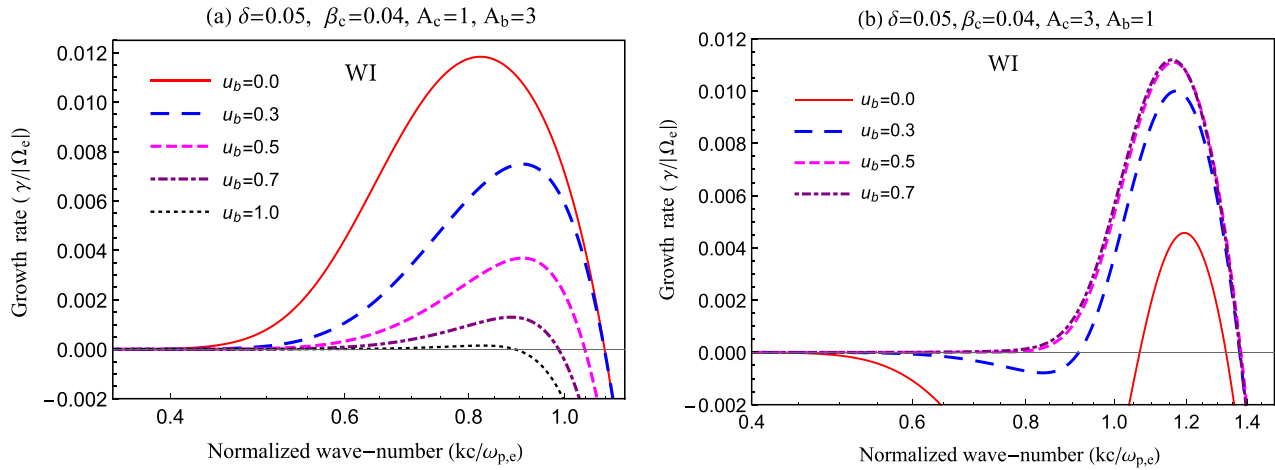 (a) δ=0.05, β_c=0.04, A_c=1, A_b=3
WI
u_b=0.0
u_b=0.3
u_b=0.5
u_b=0.7
u_b=1.0
Growth rate (γ/|Ω_e|)
0.012
0.010
0.008
0.006
0.004
0.002
0.000
−0.002
0.4
0.6
0.8
1.0
Normalized wave−number (kc/ω_{p,e})
(b) δ=0.05, β_c=0.04, A_c=3, A_b=1
WI
u_b=0.0
u_b=0.3
u_b=0.5
u_b=0.7
Growth rate (γ/|Ω_e|)
0.012
0.010
0.008
0.006
0.004
0.002
0.000
−0.002
0.4
0.6
0.8
1.0
1.2
1.4
Normalized wave−number (kc/ω_{p,e})